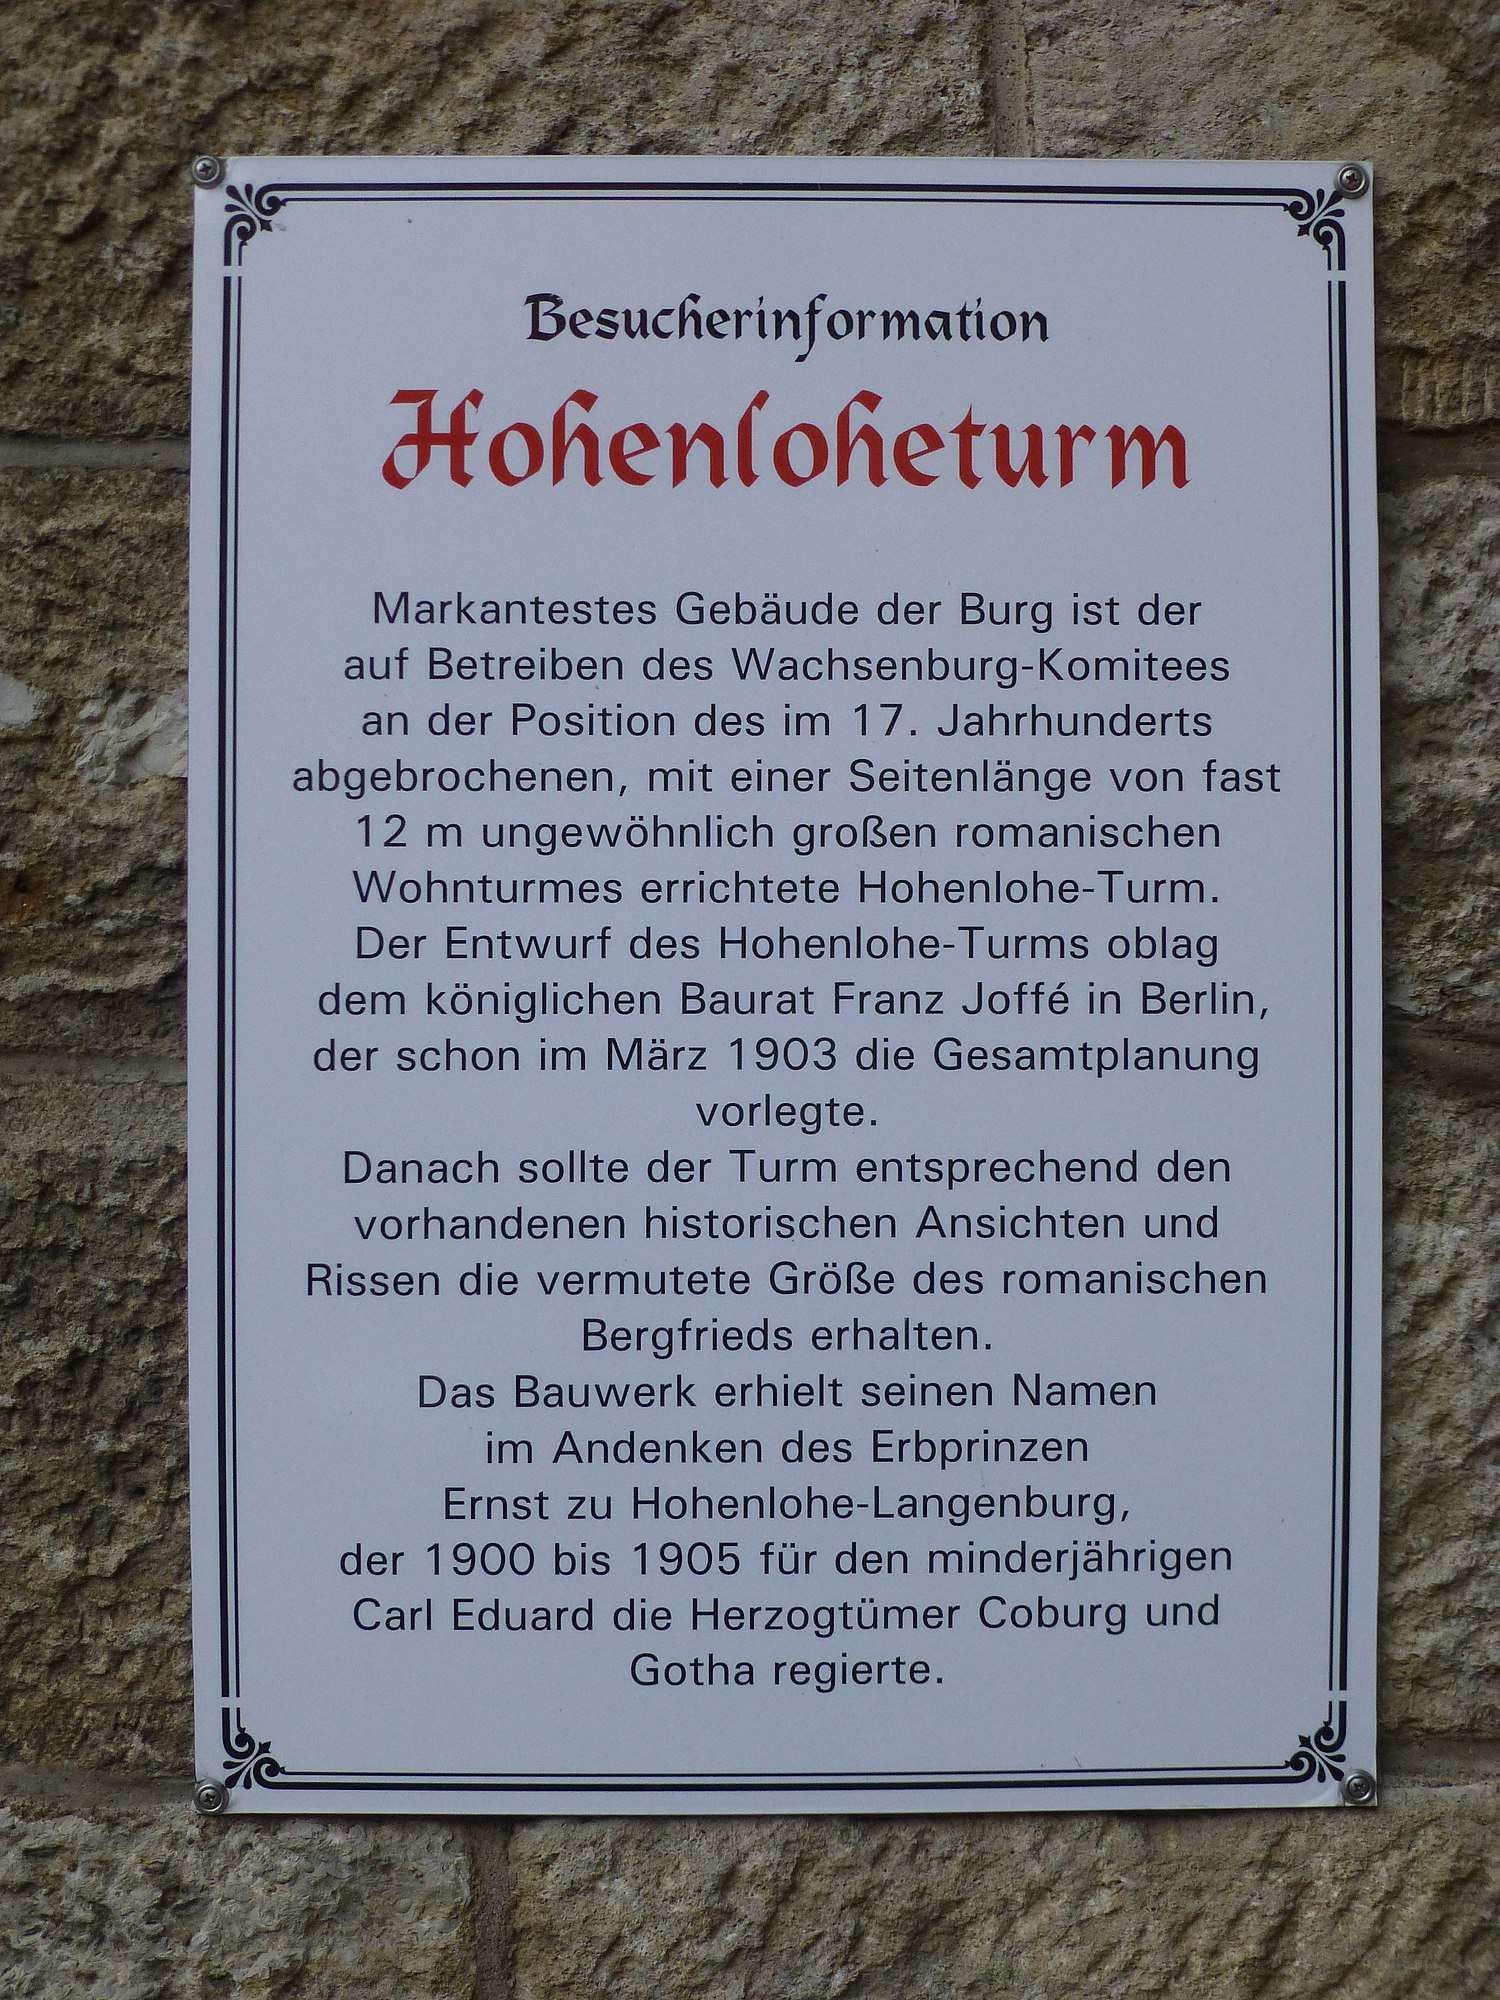 Besucherinformation
Hohenloheturm
Markantestes Gebäude der Burg ist der
auf Betreiben des Wachsenburg-Komitees
an der Position des im 17. Jahrhunderts
abgebrochenen, mit einer Seitenlänge von fast
12 m ungewöhnlich großen romanischen
Wohnturmes errichtete Hohenlohe-Turm.
Der Entwurf des Hohenlohe-Turms oblag
dem königlichen Baurat Franz Joffé in Berlin,
der schon im März 1903 die Gesamtplanung
vorlegte.
Danach sollte der Turm entsprechend den
vorhandenen historischen Ansichten und
Rissen die vermutete Größe des romanischen
Bergfrieds erhalten.
Das Bauwerk erhielt seinen Namen
im Andenken des Erbprinzen
Ernst zu Hohenlohe-Langenburg,
der 1900 bis 1905 für den minderjährigen
Carl Eduard die Herzogtümer Coburg und
Gotha regierte.